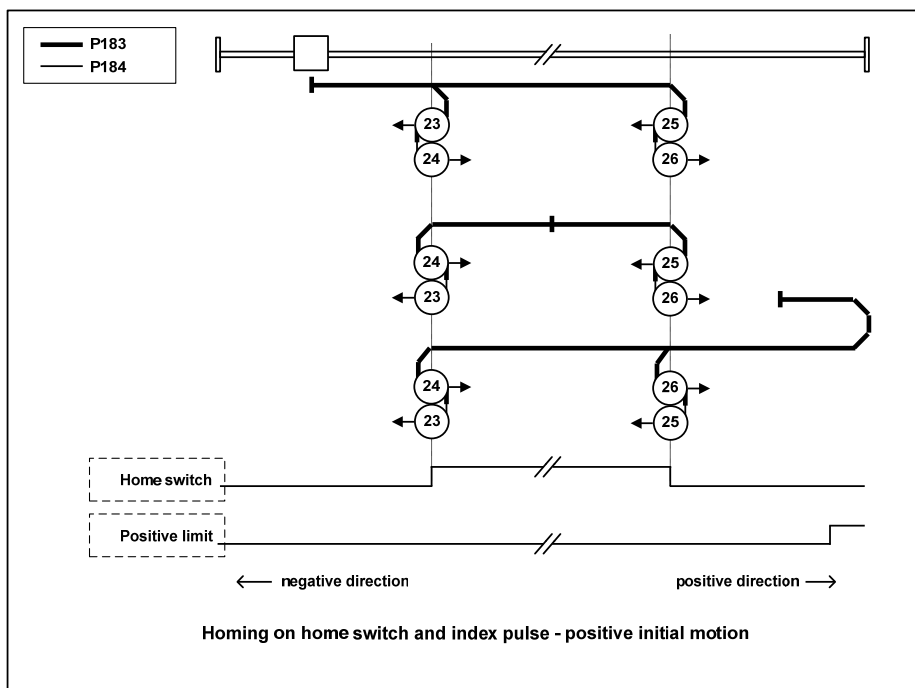 P183
P184
23 25
24 26
24 25
23 26
24 26
23 25
Home switch
Positive limit
negative direction positive direction
Homing on home switch and index pulse - positive initial motion